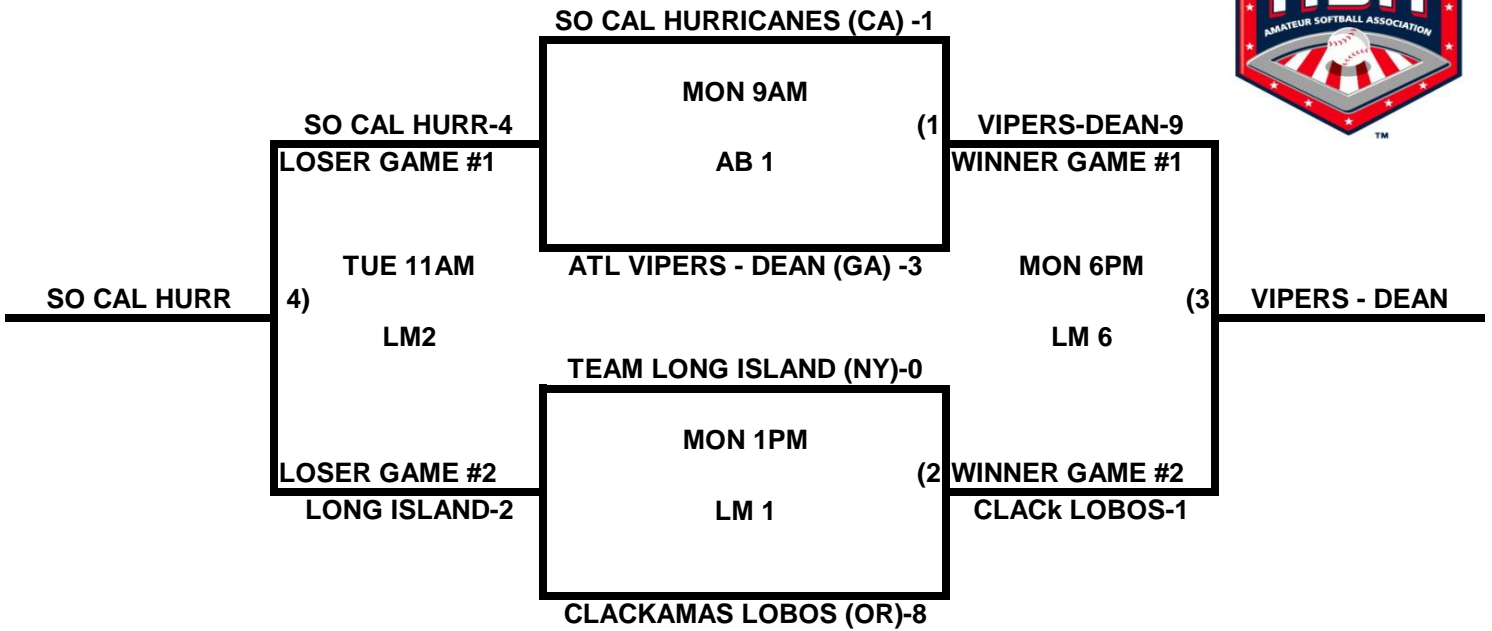 SO CAL HURRICANES (CA) -1
AMATEUR SOFTBALL ASSOCIATION
TM
MON 9AM
SO CAL HURR-4
(1
VIPERS-DEAN-9
LOSER GAME #1
AB 1
WINNER GAME #1
TUE 11AM
ATL VIPERS - DEAN (GA) -3
MON 6PM
SO CAL HURR
4)
(3
VIPERS - DEAN
LM2
LM 6
TEAM LONG ISLAND (NY)-0
MON 1PM
LOSER GAME #2
(2
WINNER GAME #2
LONG ISLAND-2
LM 1
CLACk LOBOS-1
CLACKAMAS LOBOS (OR)-8